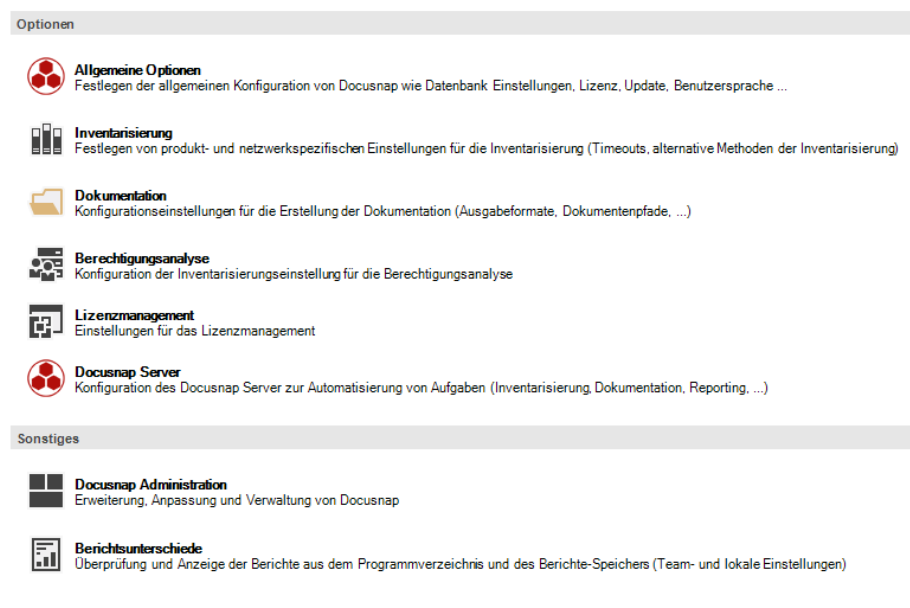 Optionen
Allgemeine Optionen
Festlegen der allgemeinen Konfiguration von Docusnap wie Datenbank Einstellungen, Lizenz, Update, Benutzersprache ...
Inventarisierung
Festlegen von produkt- und netzwerkspezifischen Einstellungen für die Inventarisierung (Timeouts, alternative Methoden der Inventarisierung)
Dokumentation
Konfigurationseinstellungen für die Erstellung der Dokumentation (Ausgabeformate, Dokumentenpfade, ...)
Berechtigungsanalyse
Konfiguration der Inventarisierungseinstellung für die Berechtigungsanalyse
Lizenzmanagement
Einstellungen für das Lizenzmanagement
Docusnap Server
Konfiguration des Docusnap Server zur Automatisierung von Aufgaben (Inventarisierung, Dokumentation, Reporting, ...)
Sonstiges
Docusnap Administration
Erweiterung, Anpassung und Verwaltung von Docusnap
Berichtsunterschiede
Überprüfung und Anzeige der Berichte aus dem Programmverzeichnis und des Berichte-Speichers (Team- und lokale Einstellungen)